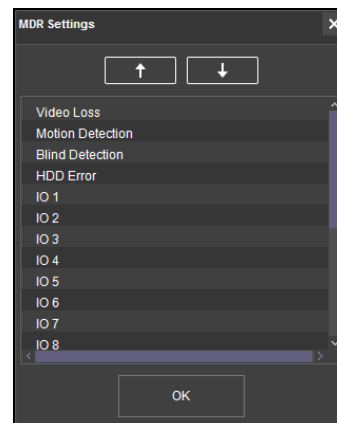 MDR Settings
Video Loss
Motion Detection
Blind Detection
HDD Error
IO 1
IO 2
IO 3
IO 4
IO 5
IO 6
IO 7
IO 8
OK